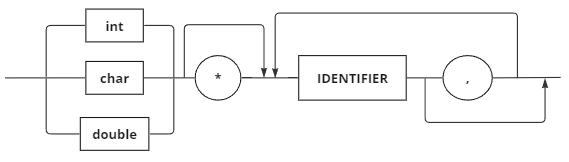 int
char
*
IDENTIFIER
,
double